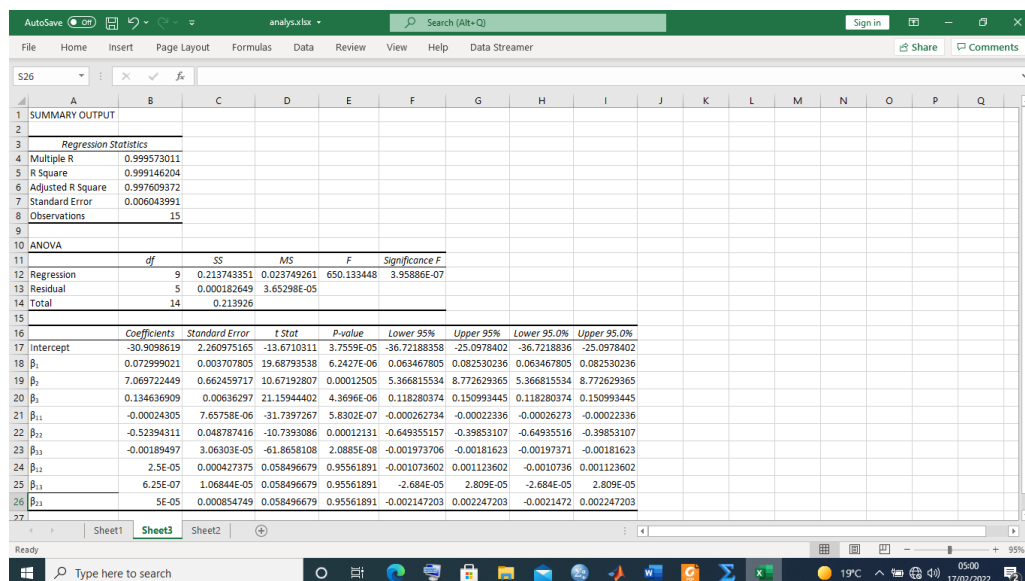 AutoSave Off analys.xlsx Search (Alt+Q) Sign in
File Home Insert Page Layout Formulas Data Review View Help Data Streamer Share Comments
S26 fx
A B C D E F G H I J K L M N O P Q
1 SUMMARY OUTPUT
2
3 Regression Statistics
4 Multiple R 0.999573011
5 R Square 0.999146204
6 Adjusted R Square 0.997609372
7 Standard Error 0.006043991
8 Observations 15
9
10 ANOVA
11 df SS MS F Significance F
12 Regression 9 0.213743351 0.023749261 650.133448 3.95886E-07
13 Residual 5 0.000182649 3.65298E-05
14 Total 14 0.213926
15
16 Coefficients Standard Error t Stat P-value Lower 95% Upper 95% Lower 95.0% Upper 95.0%
17 Intercept -30.9098619 2.260975165 -13.6710311 3.7559E-05 -36.72188358 -25.0978402 -36.7218836 -25.0978402
18 β₁ 0.072999021 0.003707805 19.68793538 6.2427E-06 0.063467805 0.082530236 0.063467805 0.082530236
19 β₂ 7.069722449 0.662459717 10.67192807 0.00012505 5.366815534 8.772629365 5.366815534 8.772629365
20 β₃ 0.134636909 0.00636297 21.15944402 4.3696E-06 0.118280374 0.150993445 0.118280374 0.150993445
21 β₁₁ -0.00024305 7.65758E-06 -31.7397267 5.8302E-07 -0.000262734 -0.00022336 -0.00026273 -0.00022336
22 β₂₂ -0.52394311 0.048787416 -10.7393086 0.00012131 -0.649355157 -0.39853107 -0.64935516 -0.39853107
23 β₃₃ -0.00189497 3.06303E-05 -61.8658108 2.0885E-08 -0.001973706 -0.00181623 -0.00197371 -0.00181623
24 β₁₂ 2.5E-05 0.000427375 0.058496679 0.95561891 -0.001073602 0.001123602 -0.0010736 0.001123602
25 β₁₃ 6.25E-07 1.06844E-05 0.058496679 0.95561891 -2.684E-05 2.809E-05 -2.684E-05 2.809E-05
26 β₂₃ 5E-05 0.000854749 0.058496679 0.95561891 -0.002147203 0.002247203 -0.0021472 0.002247203
27
Sheet1 Sheet3 Sheet2
Ready 95%
Type here to search 19°C 05:00
17/02/2022